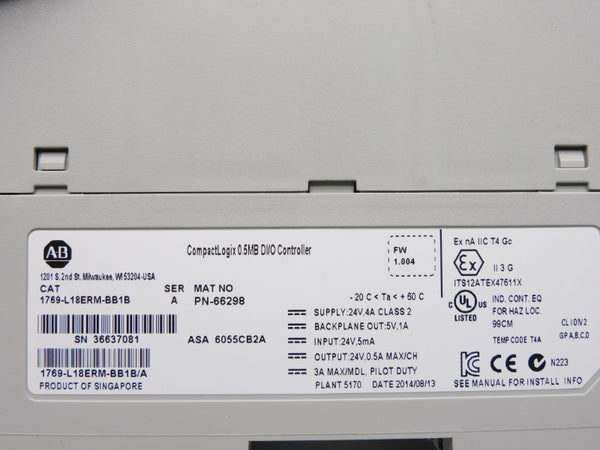 AB
CompactLogix 0.5MB DI/O Controller
FW
1.004
1201 S. 2nd St. Milwaukee, WI 53204-USA
CAT SER MAT NO
1769-L18ERM-BB1B A PN-66298
SN 36637081
ASA 6055CB2A
1769-L18ERM-BB1B/A
PRODUCT OF SINGAPORE
- 20 C < Ta < + 60 C
SUPPLY:24V,4A CLASS 2
BACKPLANE OUT:5V,1A
INPUT:24V,5mA
OUTPUT:24V,0.5A MAX/CH
3A MAX/MDL, PILOT DUTY
PLANT 5170 DATE 2014/08/13
Ex nA IIC T4 Gc
Ex
II 3 G
ITS12ATEX47611X
C UL US
LISTED
IND. CONT. EQ
FOR HAZ LOC.
99CM
CL I DIV 2
TEMP CODE T4A GP A,B,C,D
CE N223
SEE MANUAL FOR INSTALL INFO